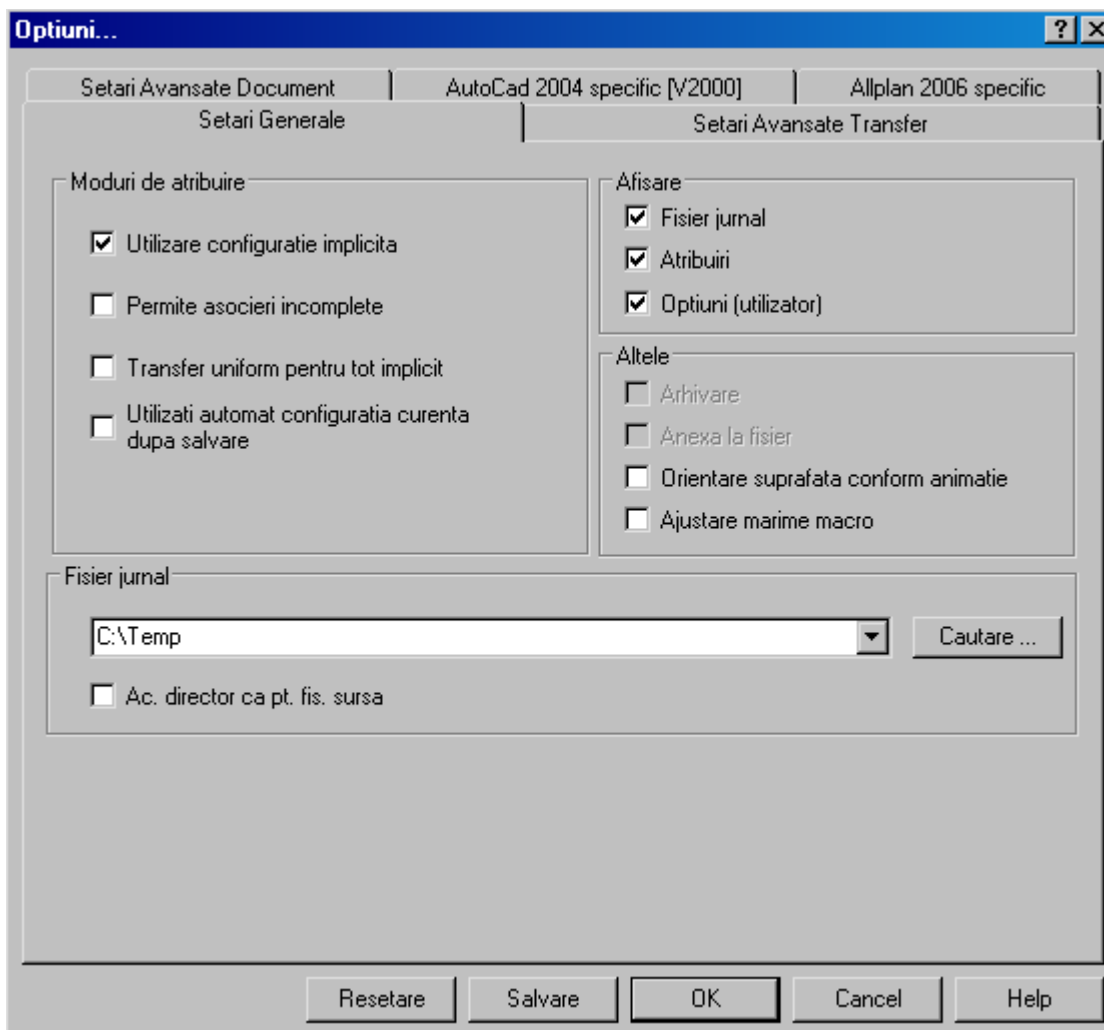 Optiuni...
Setari Avansate Document
AutoCad 2004 specific [V2000]
Allplan 2006 specific
Setari Generale
Setari Avansate Transfer
Moduri de atribuire
Utilizare configuratie implicita
Permite asocieri incomplete
Transfer uniform pentru tot implicit
Utilizati automat configuratia curenta
dupa salvare
Afisare
Fisier jurnal
Atribuiri
Optiuni (utilizator)
Altele
Arhivare
Anexa la fisier
Orientare suprafata conform animatie
Ajustare marime macro
Fisier jurnal
C:\Temp
Cautare ...
Ac. director ca pt. fis. sursa
Resetare
Salvare
OK
Cancel
Help